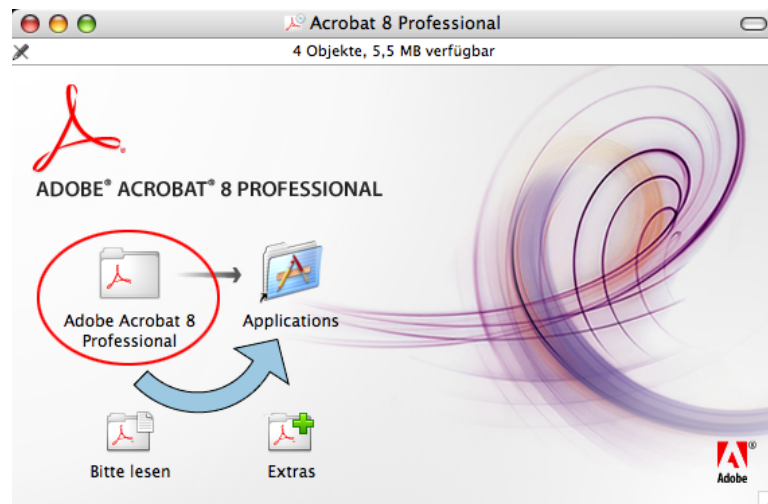 Acrobat 8 Professional
4 Objekte, 5,5 MB verfügbar
ADOBE® ACROBAT® 8 PROFESSIONAL
Adobe Acrobat 8
Professional
Applications
Bitte lesen
Extras
Adobe